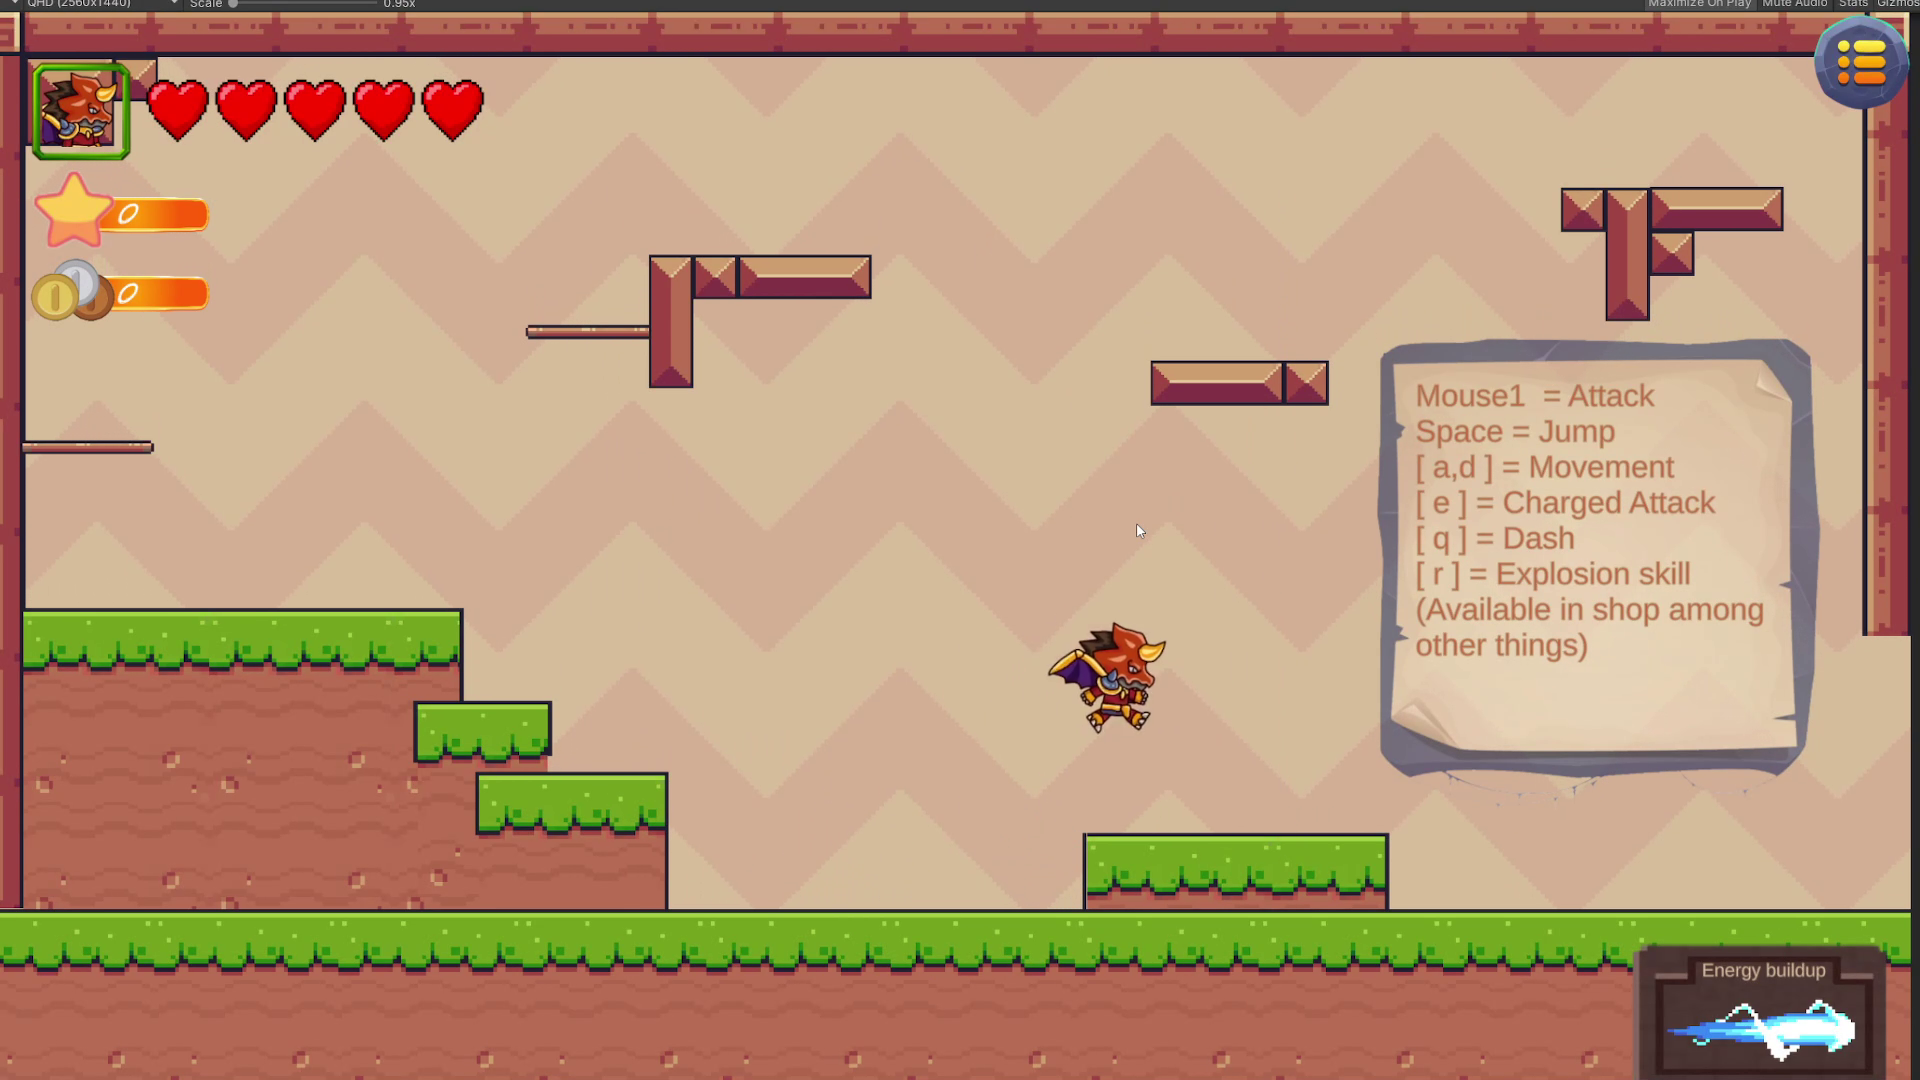 QHD (2560x1440) Scale 0.95x Maximize On Play Mute Audio Stats Gizmos
0
0
Mouse1 = Attack
Space = Jump
[ a,d ] = Movement
[ e ] = Charged Attack
[ q ] = Dash
[ r ] = Explosion skill
(Available in shop among
other things)
Energy buildup